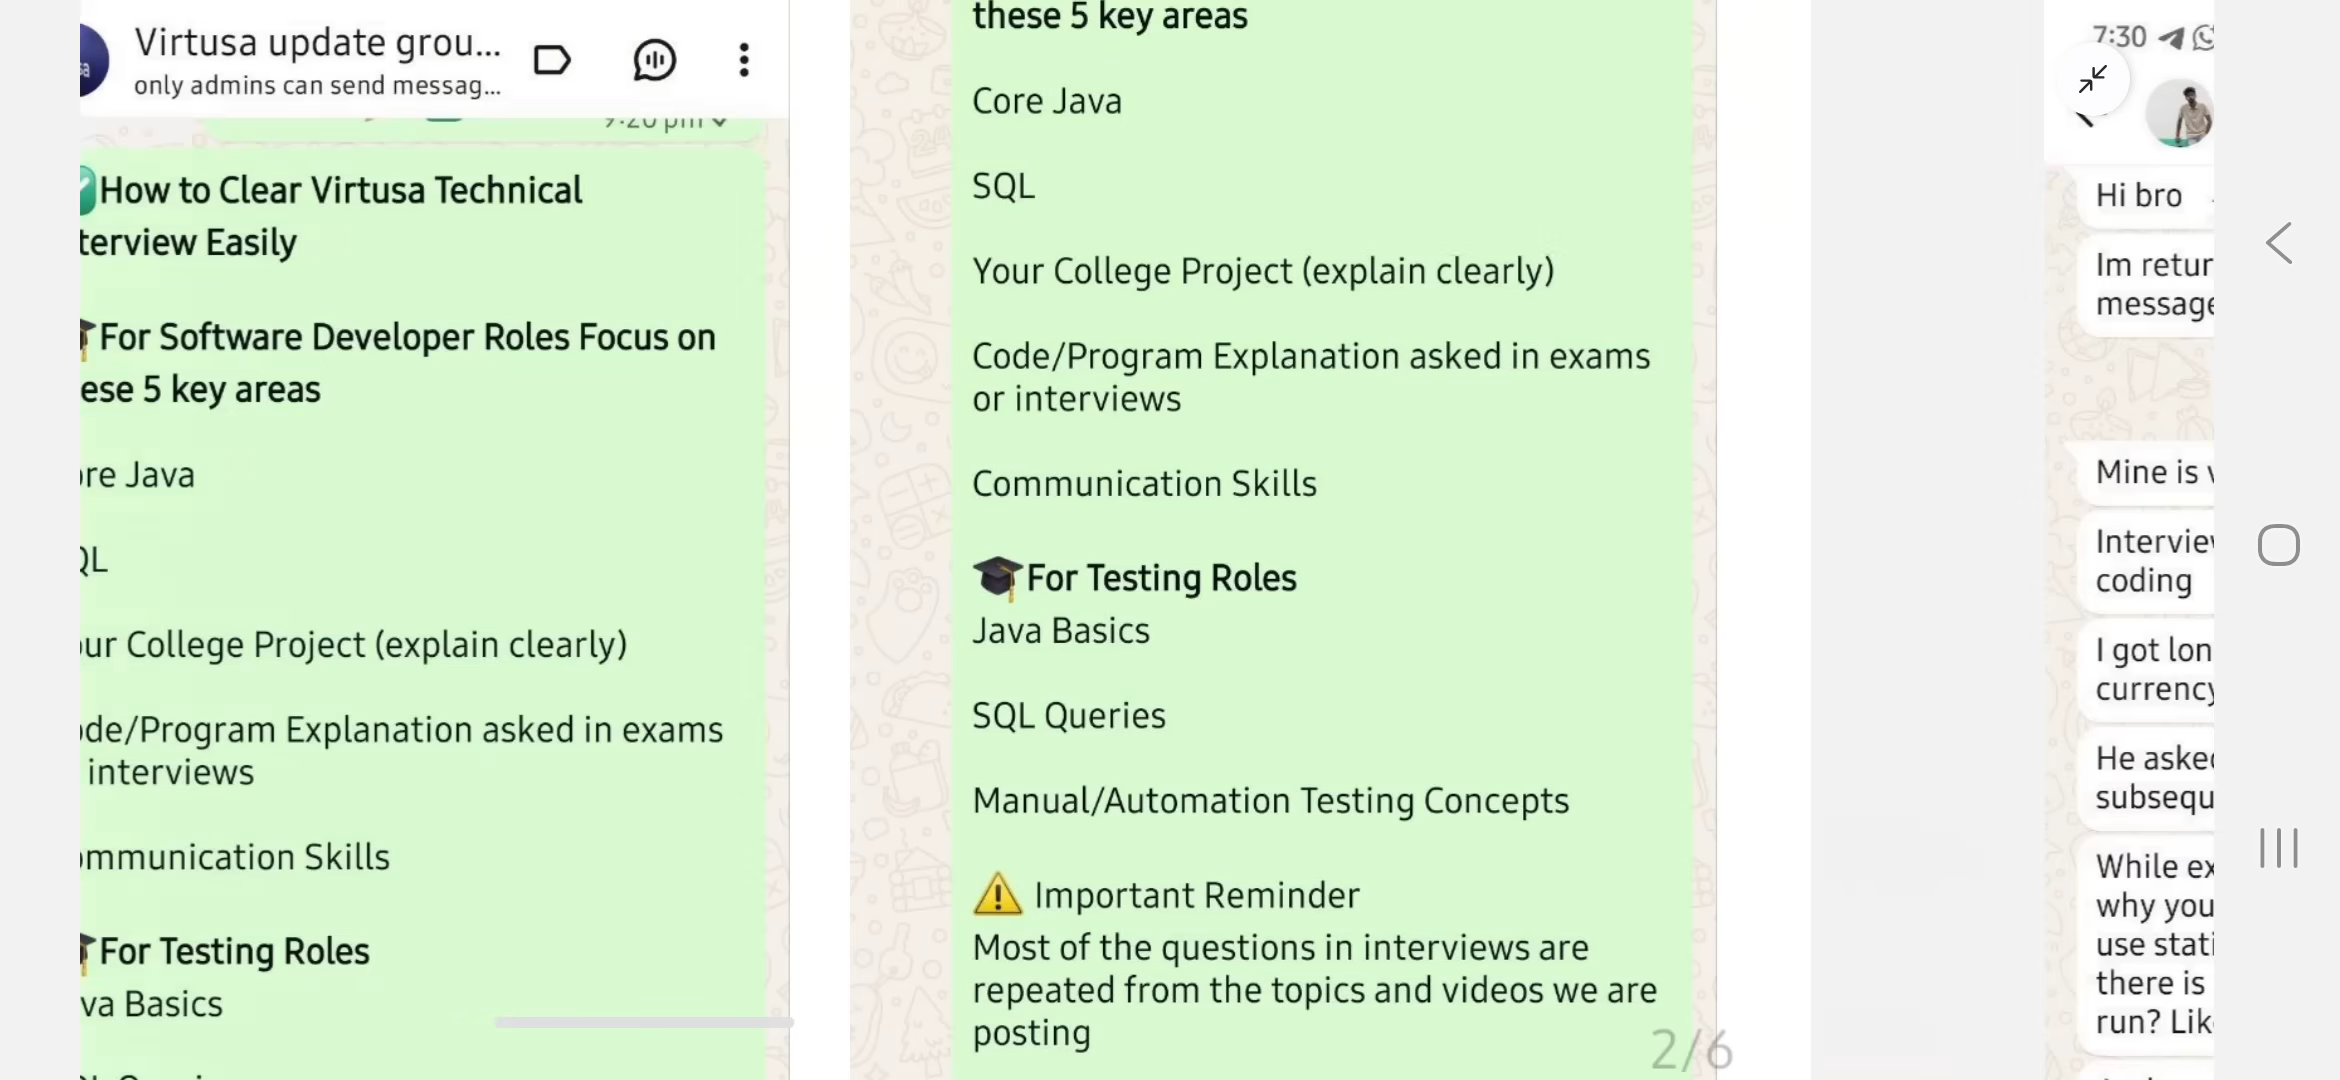 Virtusa update grou...
only admins can send messag...
How to Clear Virtusa Technical
terview Easily
For Software Developer Roles Focus on
ese 5 key areas
re Java
QL
ur College Project (explain clearly)
de/Program Explanation asked in exams
interviews
mmunication Skills
For Testing Roles
va Basics
these 5 key areas
Core Java
SQL
Your College Project (explain clearly)
Code/Program Explanation asked in exams
or interviews
Communication Skills
For Testing Roles
Java Basics
SQL Queries
Manual/Automation Testing Concepts
Important Reminder
Most of the questions in interviews are
repeated from the topics and videos we are
posting
2/6
7:30
Hi bro
Im retur
message
Mine is
Intervie
coding
I got lon
currency
He aske
subsequ
While ex
why you
use stati
there is
run? Lik